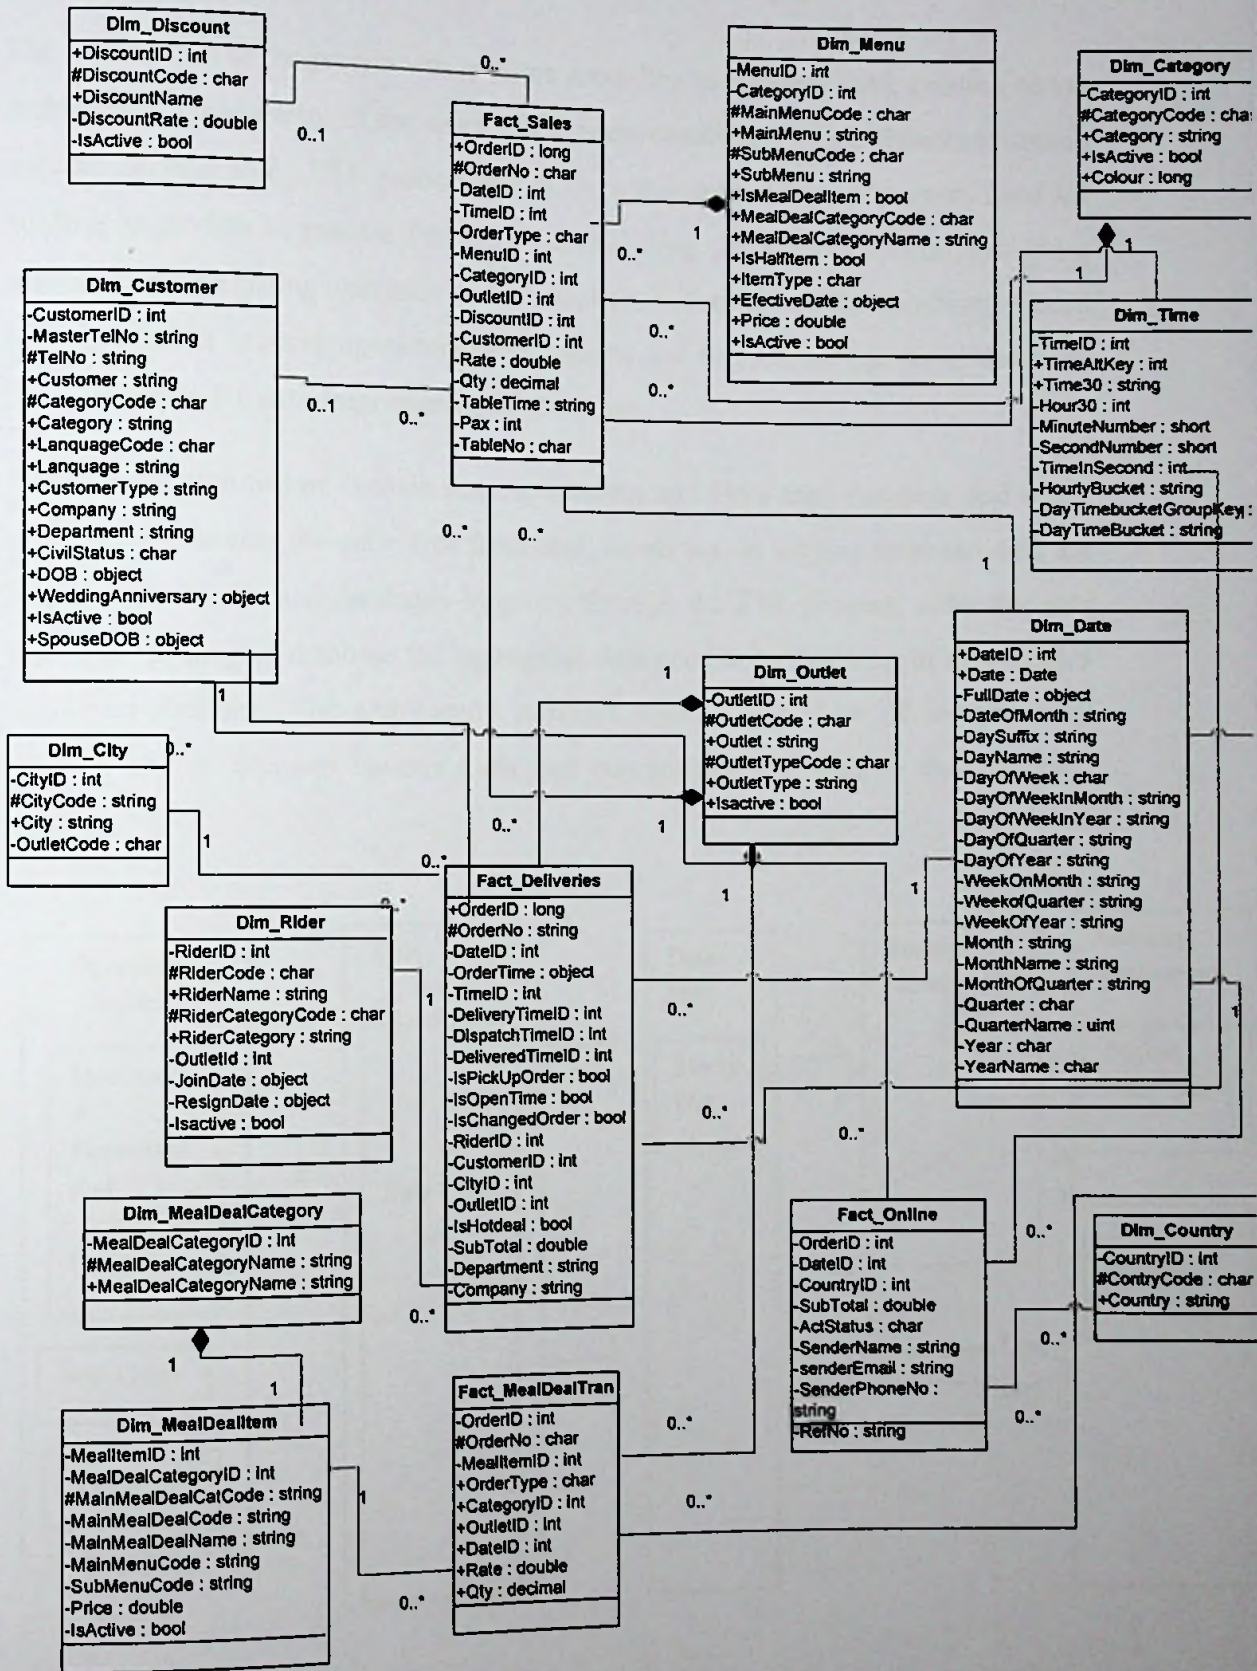 Dim_Discount
+DiscountID : int
#DiscountCode : char
+DiscountName
-DiscountRate : double
-IsActive : bool
0..1
0..*
Fact_Sales
+OrderID : long
#OrderNo : char
-DateID : int
-TimeID : int
-OrderType : char
-MenuID : int
-CategoryID : int
-OutletID : int
-DiscountID : int
-CustomerID : int
-Rate : double
-Qty : decimal
-TableTime : string
-Pax : int
-TableNo : char
Dim_Menu
-MenuID : int
-CategoryID : int
#MainMenuCode : char
+MainMenu : string
#SubMenuCode : char
+SubMenu : string
+IsMealDealItem : bool
+MealDealCategoryCode : char
+MealDealCategoryName : string
+IsHalfItem : bool
+ItemType : char
+EfectiveDate : object
+Price : double
+IsActive : bool
1
0..*
0..*
0..*
Dim_Category
-CategoryID : int
#CategoryCode : cha
+Category : string
+IsActive : bool
+Colour : long
1
1
Dim_Time
-TimeID : int
+TimeAltKey : int
+Time30 : string
-Hour30 : int
-MinuteNumber : short
-SecondNumber : short
-TimeInSecond : int
-HourlyBucket : string
-DayTimebucketGroupKey :
-DayTimeBucket : string
Dim_Customer
-CustomerID : int
-MasterTelNo : string
#TelNo : string
+Customer : string
#CategoryCode : char
+Category : string
+LanquageCode : char
+Lanquage : string
+CustomerType : string
+Company : string
+Department : string
+CivilStatus : char
+DOB : object
+WeddingAnniversary : object
+IsActive : bool
+SpouseDOB : object
0..1
0..*
0..*
0..*
1
1
0..*
Dim_Outlet
-OutletID : int
#OutletCode : char
+Outlet : string
#OutletTypeCode : char
+OutletType : string
+Isactive : bool
1
1
0..*
1
Dim_Date
+DateID : int
+Date : Date
-FullDate : object
-DateOfMonth : string
-DaySuffix : string
-DayName : string
-DayOfWeek : char
-DayOfWeekInMonth : string
-DayOfWeekInYear : string
-DayOfQuarter : string
-DayOfYear : string
-WeekOnMonth : string
-WeekofQuarter : string
-WeekOfYear : string
-Month : string
-MonthName : string
-MonthOfQuarter : string
-Quarter : char
-QuarterName : uint
-Year : char
-YearName : char
1
1
Dim_City
-CityID : int
#CityCode : string
+City : string
-OutletCode : char
1
0..*
0..*
Dim_Rider
-RiderID : int
#RiderCode : char
+RiderName : string
#RiderCategoryCode : char
+RiderCategory : string
-OutletId : int
-JoinDate : object
-ResignDate : object
-Isactive : bool
1
0..*
Fact_Deliveries
+OrderID : long
#OrderNo : string
-DateID : int
-OrderTime : object
-TimeID : int
-DeliveryTimeID : int
-DispatchTimeID : int
-DeliveredTimeID : int
-IsPickUpOrder : bool
-IsOpenTime : bool
-IsChangedOrder : bool
-RiderID : int
-CustomerID : int
-CityID : int
-OutletID : int
-IsHotdeal : bool
-SubTotal : double
-Department : string
-Company : string
0..*
0..*
0..*
Dim_MealDealCategory
-MealDealCategoryID : int
#MealDealCategoryName : string
+MealDealCategoryName : string
1
1
Dim_MealDealItem
-MealItemID : int
-MealDealCategoryID : int
#MainMealDealCatCode : string
-MainMealDealCode : string
-MainMealDealName : string
-MainMenuCode : string
-SubMenuCode : string
-Price : double
-IsActive : bool
1
0..*
Fact_MealDealTran
-OrderID : int
#OrderNo : char
-MealItemID : int
+OrderType : char
+CategoryID : int
+OutletID : int
+DateID : int
+Rate : double
+Qty : decimal
0..*
0..*
Fact_Online
-OrderID : int
-DateID : int
-CountryID : int
-SubTotal : double
-ActStatus : char
-SenderName : string
-senderEmail : string
-SenderPhoneNo :
string
-RefNo : string
0..*
0..*
0..*
Dim_Country
-CountryID : int
#ContryCode : char
+Country : string